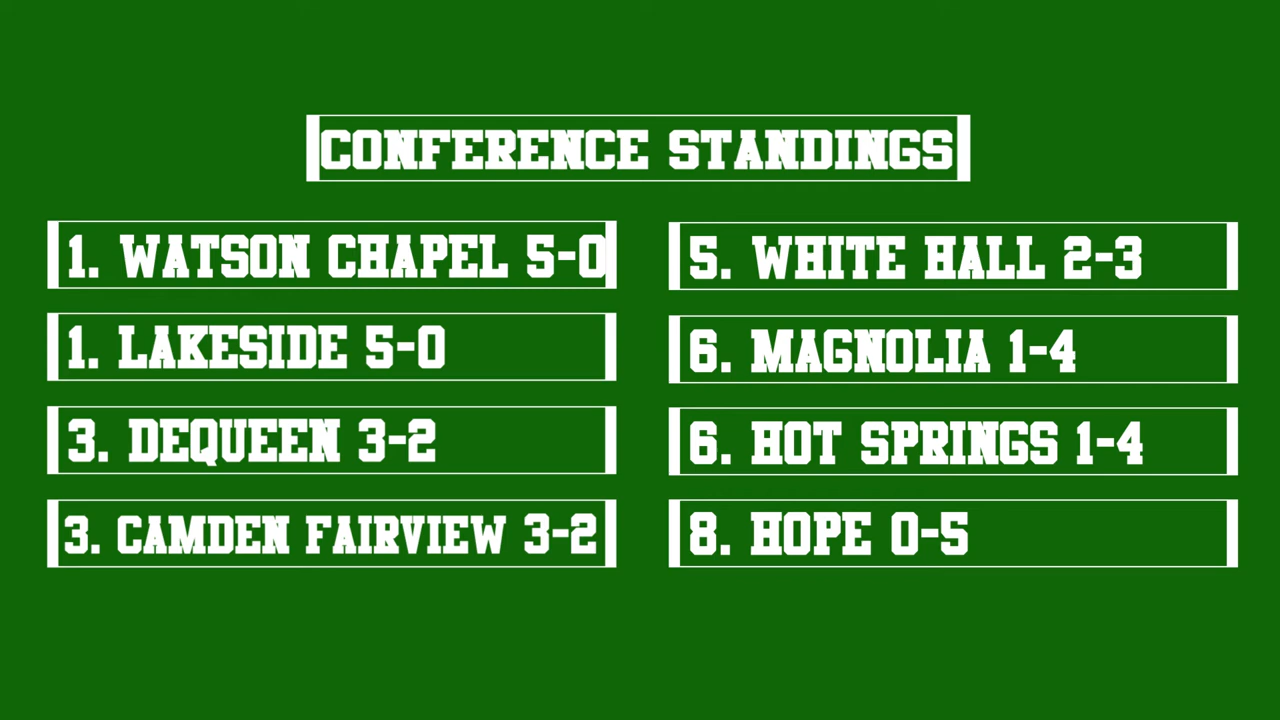 CONFERENCE STANDINGS
1. WATSON CHAPEL 5-0
1. LAKESIDE 5-0
3. DEQUEEN 3-2
3. CAMDEN FAIRVIEW 3-2
5. WHITE HALL 2-3
6. MAGNOLIA 1-4
6. HOT SPRINGS 1-4
8. HOPE 0-5